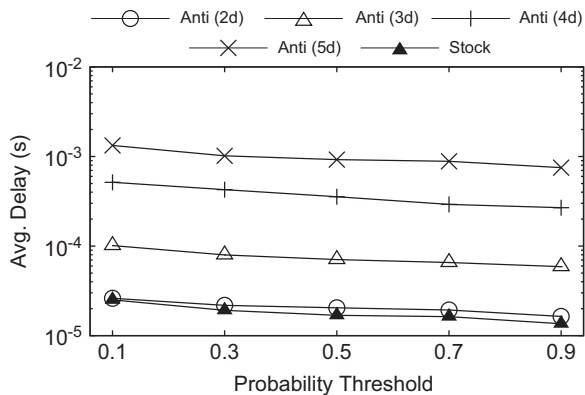 Anti (2d) Anti (3d) Anti (4d)
Anti (5d) Stock
10⁻²
10⁻³
10⁻⁴
10⁻⁵
Avg. Delay (s)
0.1 0.3 0.5 0.7 0.9
Probability Threshold